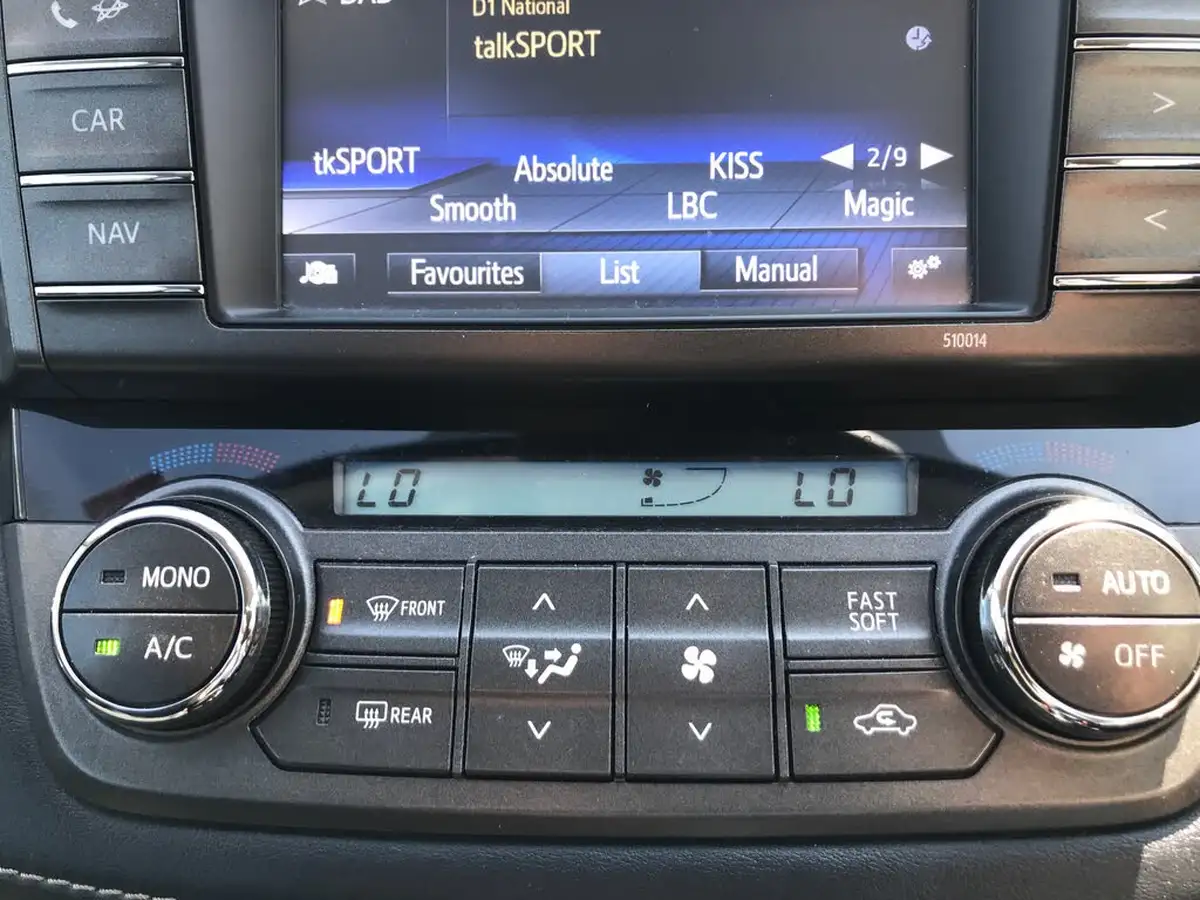 DAB
D1 National
talkSPORT
CAR
NAV
>
<
tkSPORT
Absolute
KISS
2/9
Smooth
LBC
Magic
Favourites
List
Manual
510014
LO
LO
MONO
A/C
FRONT
REAR
FAST
SOFT
AUTO
OFF